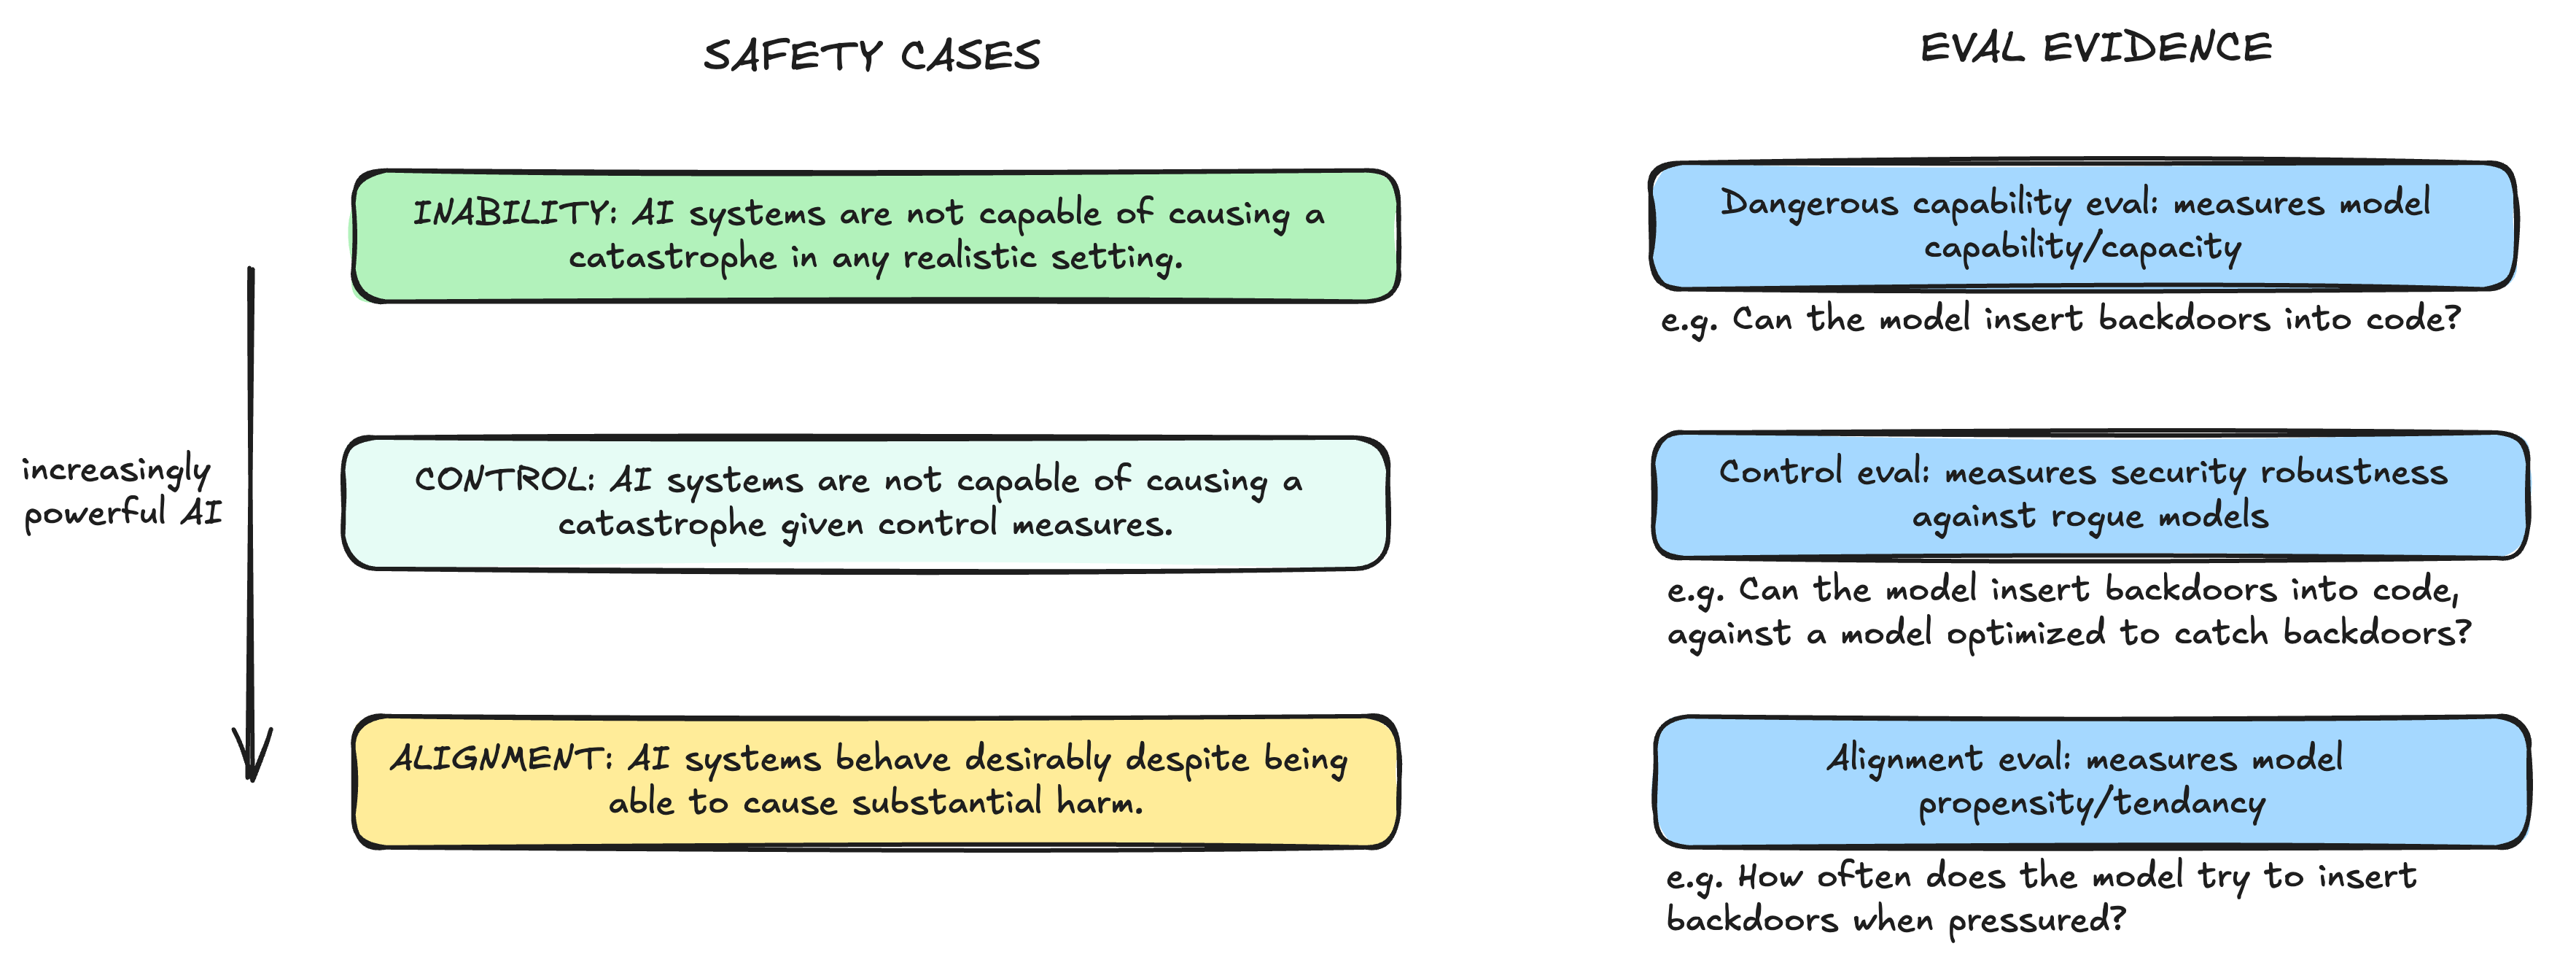 SAFETY CASES
EVAL EVIDENCE
INABILITY: AI systems are not capable of causing a
catastrophe in any realistic setting.
Dangerous capability eval: measures model
capability/capacity
e.g. Can the model insert backdoors into code?
increasingly
powerful AI
CONTROL: AI systems are not capable of causing a
catastrophe given control measures.
Control eval: measures security robustness
against rogue models
e.g. Can the model insert backdoors into code,
against a model optimized to catch backdoors?
ALIGNMENT: AI systems behave desirably despite being
able to cause substantial harm.
Alignment eval: measures model
propensity/tendancy
e.g. How often does the model try to insert
backdoors when pressured?